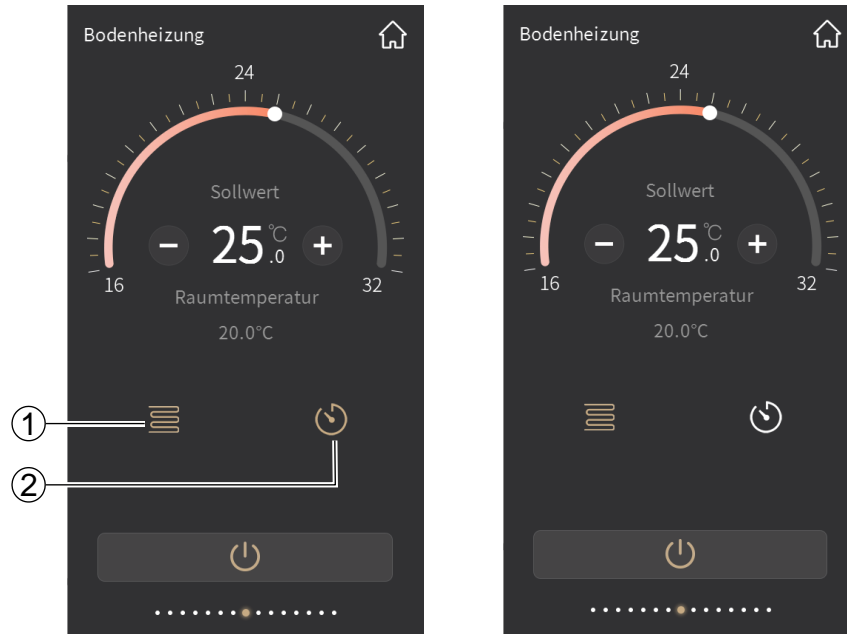 Bodenheizung
24
Sollwert
25 °C .0
16
32
Raumtemperatur
20.0°C
1
2
Bodenheizung
24
Sollwert
25 °C .0
16
32
Raumtemperatur
20.0°C